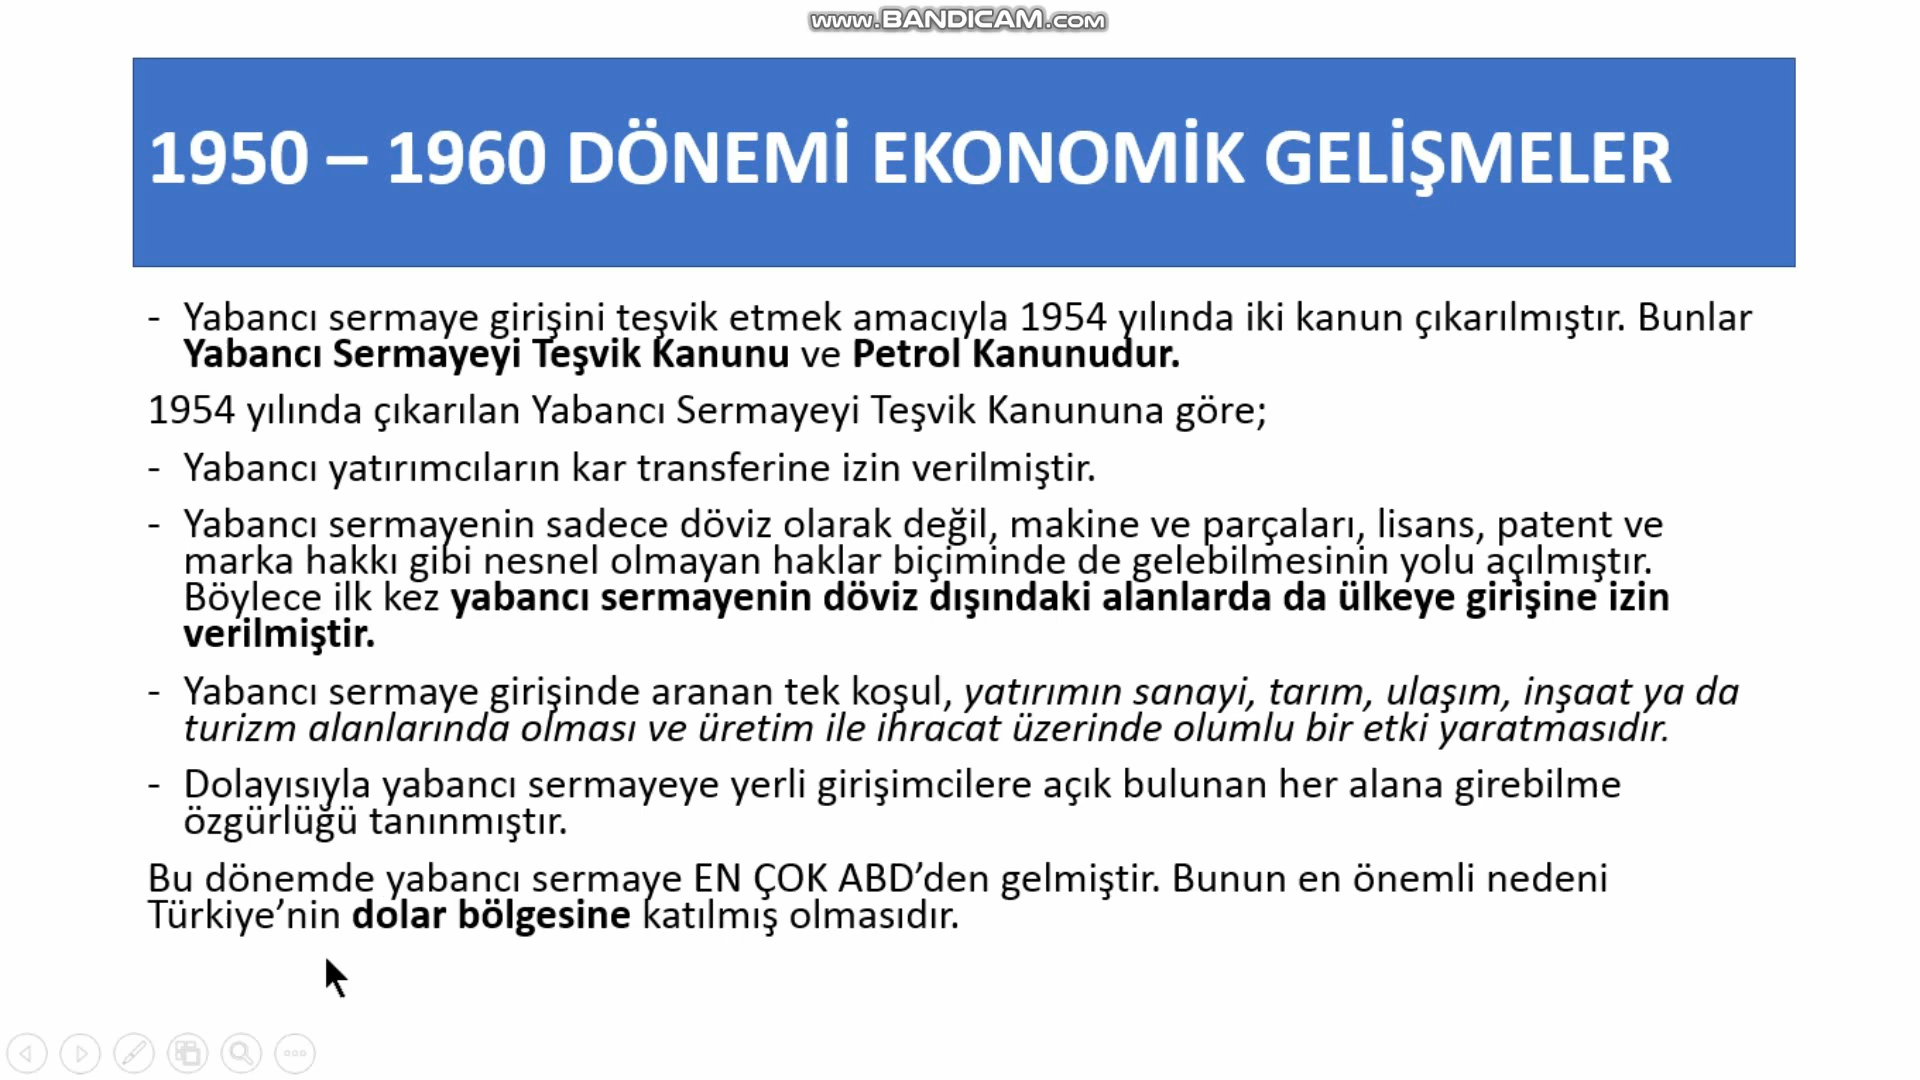 www.BANDICAM.com
1950 – 1960 DÖNEMİ EKONOMİK GELİŞMELER
- Yabancı sermaye girişini teşvik etmek amacıyla 1954 yılında iki kanun çıkarılmıştır. Bunlar
Yabancı Sermayeyi Teşvik Kanunu ve Petrol Kanunudur.
1954 yılında çıkarılan Yabancı Sermayeyi Teşvik Kanununa göre;
- Yabancı yatırımcıların kar transferine izin verilmiştir.
- Yabancı sermayenin sadece döviz olarak değil, makine ve parçaları, lisans, patent ve
marka hakkı gibi nesnel olmayan haklar biçiminde de gelebilmesinin yolu açılmıştır.
Böylece ilk kez yabancı sermayenin döviz dışındaki alanlarda da ülkeye girişine izin
verilmiştir.
- Yabancı sermaye girişinde aranan tek koşul, yatırımın sanayi, tarım, ulaşım, inşaat ya da
turizm alanlarında olması ve üretim ile ihracat üzerinde olumlu bir etki yaratmasıdır.
- Dolayısıyla yabancı sermayeye yerli girişimcilere açık bulunan her alana girebilme
özgürlüğü tanınmıştır.
Bu dönemde yabancı sermaye EN ÇOK ABD’den gelmiştir. Bunun en önemli nedeni
Türkiye’nin dolar bölgesine katılmış olmasıdır.